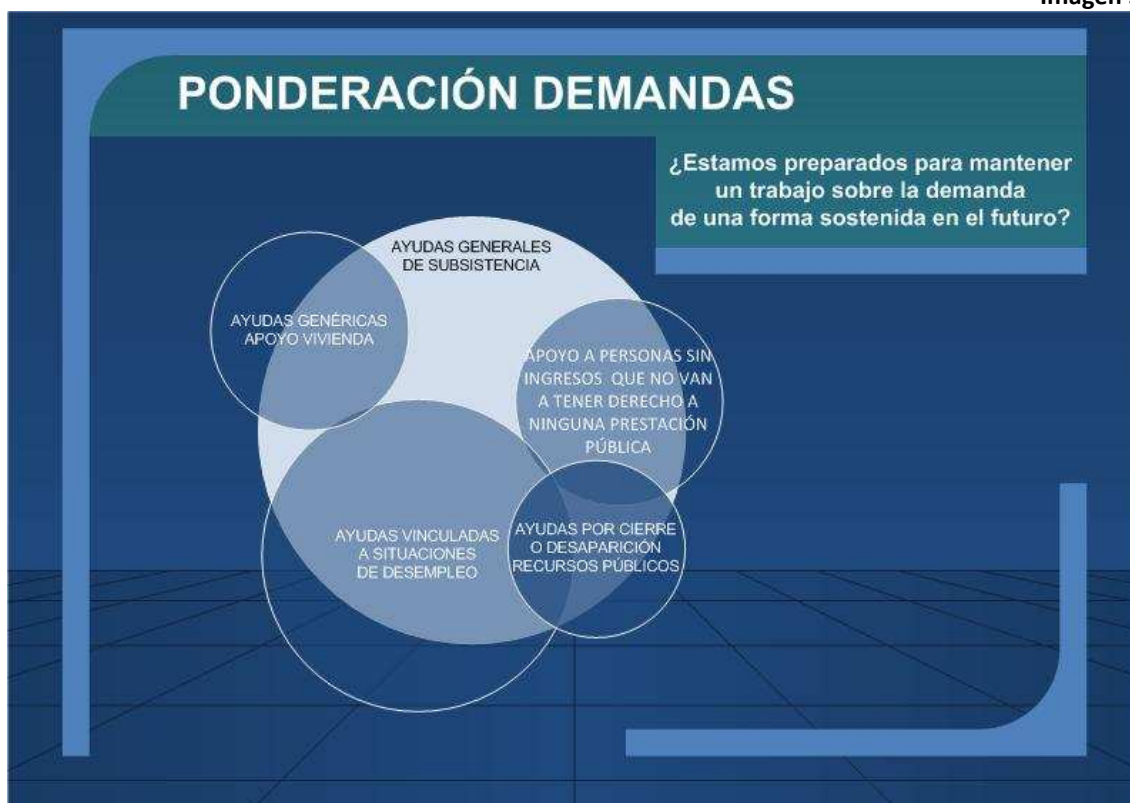 Imagen
PONDERACIÓN DEMANDAS
¿Estamos preparados para mantener
un trabajo sobre la demanda
de una forma sostenida en el futuro?
AYUDAS GENERALES
DE SUBSISTENCIA
AYUDAS GENÉRICAS
APOYO VIVIENDA
APOYO A PERSONAS SIN
INGRESOS QUE NO VAN
A TENER DERECHO A
NINGUNA PRESTACIÓN
PÚBLICA
AYUDAS VINCULADAS
A SITUACIONES
DE DESEMPLEO
AYUDAS POR CIERRE
O DESAPARICIÓN
RECURSOS PÚBLICOS